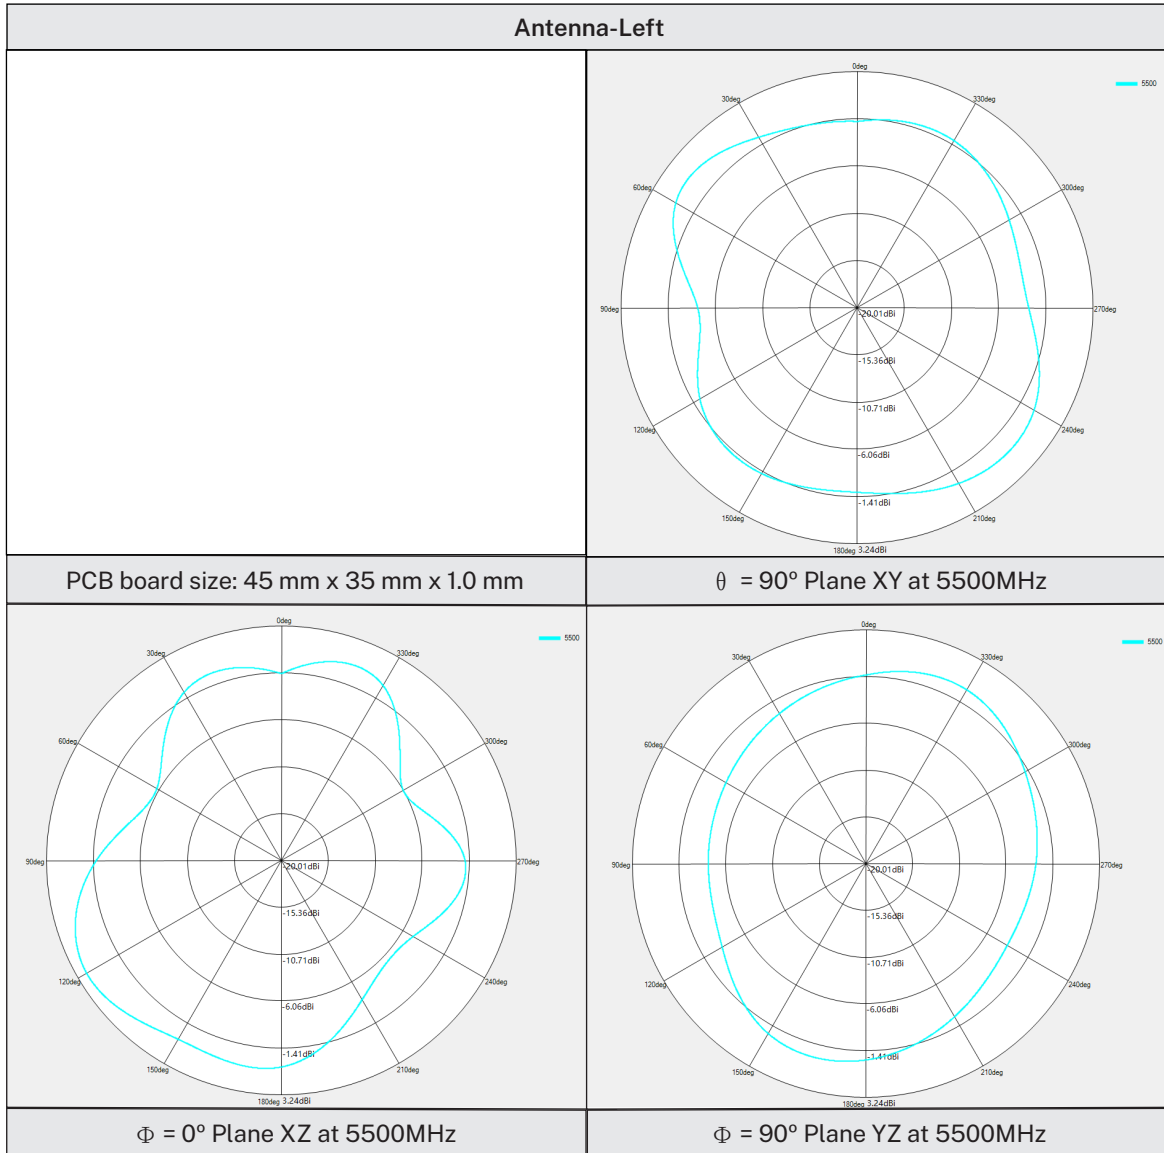 Antenna-Left
0deg
5500
30deg
330deg
60deg
300deg
90deg
-20.01dBi
270deg
-15.36dBi
-10.71dBi
120deg
240deg
-6.06dBi
150deg
-1.41dBi
210deg
180deg 3.24dBi
PCB board size: 45 mm x 35 mm x 1.0 mm
θ = 90º Plane XY at 5500MHz
0deg
5500
30deg
330deg
60deg
300deg
90deg
-20.01dBi
270deg
-15.36dBi
-10.71dBi
120deg
240deg
-6.06dBi
-1.41dBi
150deg
210deg
180deg 3.24dBi
0deg
5500
30deg
330deg
60deg
300deg
90deg
-20.01dBi
270deg
-15.36dBi
-10.71dBi
120deg
240deg
-6.06dBi
-1.41dBi
150deg
210deg
180deg 3.24dBi
Φ = 0º Plane XZ at 5500MHz
Φ = 90º Plane YZ at 5500MHz